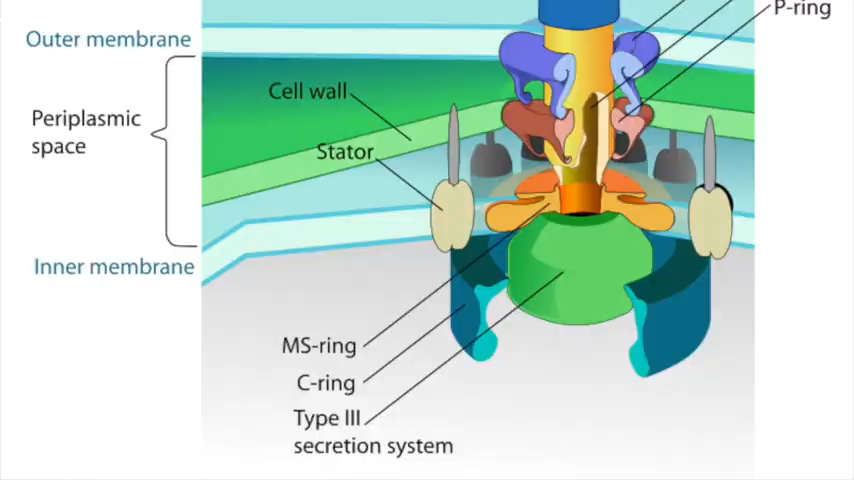 P-ring
Outer membrane
Cell wall
Periplasmic
space
Stator
Inner membrane
MS-ring
C-ring
Type III
secretion system